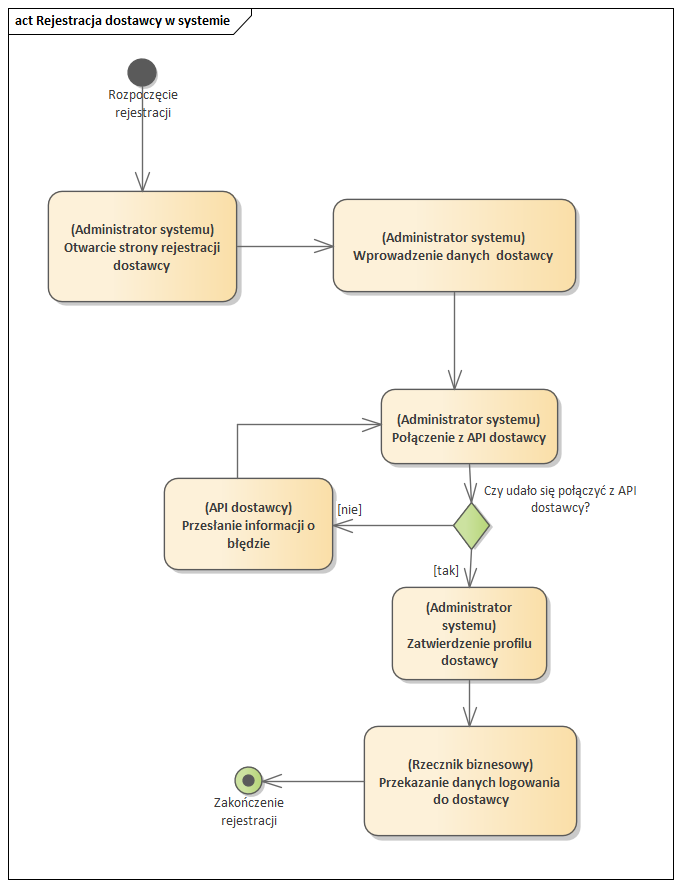 act Rejestracja dostawcy w systemie
Rozpoczęcie
rejestracji
(Administrator systemu)
Otwarcie strony rejestracji
dostawcy
(Administrator systemu)
Wprowadzenie danych  dostawcy
(Administrator systemu)
Połączenie z API dostawcy
Czy udało się połączyć z API
dostawcy?
[nie]
(API dostawcy)
Przesłanie informacji o
błędzie
[tak]
(Administrator
systemu)
Zatwierdzenie profilu
dostawcy
(Rzecznik biznesowy)
Przekazanie danych logowania
do dostawcy
Zakończenie
rejestracji